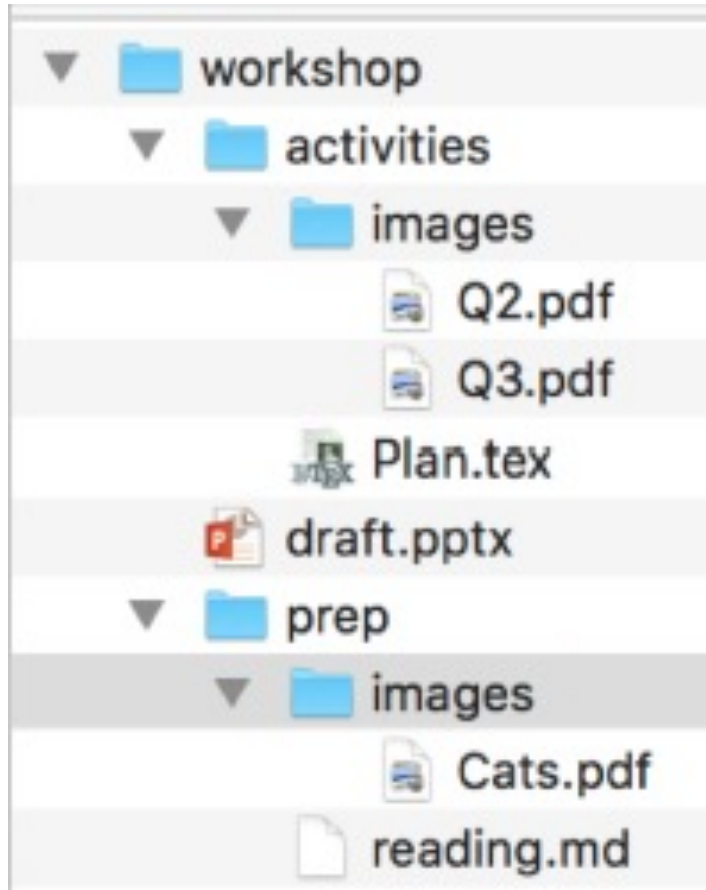 workshop
activities
images
Q2.pdf
Q3.pdf
Plan.tex
draft.pptx
prep
images
Cats.pdf
reading.md